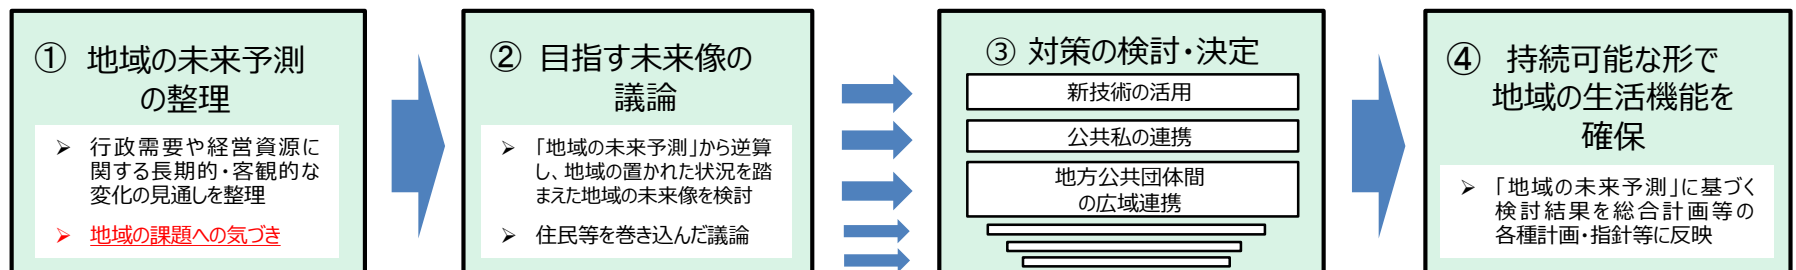 ① 地域の未来予測
の整理
➢ 行政需要や経営資源に
関する長期的・客観的な
変化の見通しを整理
➢ 地域の課題への気づき
② 目指す未来像の
議論
➢ 「地域の未来予測」から逆算
し、地域の置かれた状況を踏
まえた地域の未来像を検討
➢ 住民等を巻き込んだ議論
③ 対策の検討・決定
新技術の活用
公共私の連携
地方公共団体間
の広域連携
④ 持続可能な形で
地域の生活機能を
確保
➢ 「地域の未来予測」に基づく
検討結果を総合計画等の
各種計画・指針等に反映